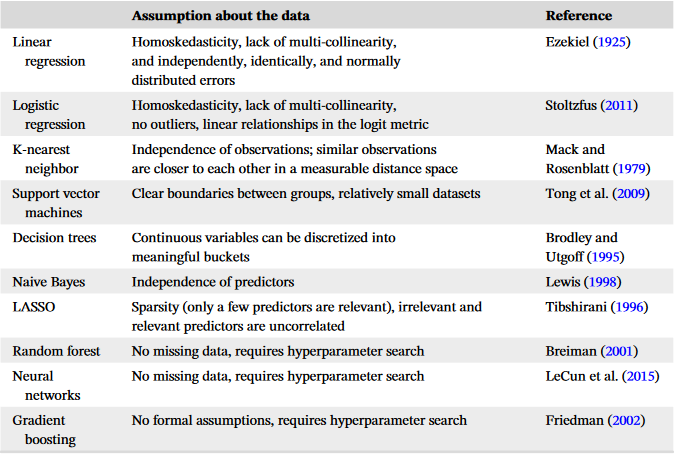 Assumption about the data Reference
Linear Homoskedasticity, lack of multi-collinearity, Ezekiel (1925)
regression and independently, identically, and normally
distributed errors
Logistic Homoskedasticity, lack of multi-collinearity, Stoltzfus (2011)
regression no outliers, linear relationships in the logit metric
K-nearest Independence of observations; similar observations Mack and
neighbor are closer to each other in a measurable distance space Rosenblatt (1979)
Support vector Clear boundaries between groups, relatively small datasets Tong et al. (2009)
machines
Decision trees Continuous variables can be discretized into Brodley and
meaningful buckets Utgoff (1995)
Naive Bayes Independence of predictors Lewis (1998)
LASSO Sparsity (only a few predictors are relevant), irrelevant and Tibshirani (1996)
relevant predictors are uncorrelated
Random forest No missing data, requires hyperparameter search Breiman (2001)
Neural No missing data, requires hyperparameter search LeCun et al. (2015)
networks
Gradient No formal assumptions, requires hyperparameter search Friedman (2002)
boosting